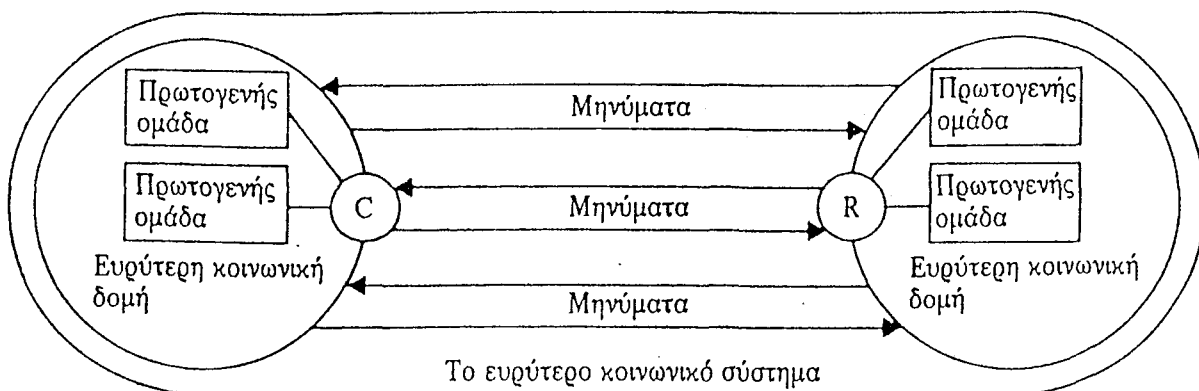 Πρωτογενής
ομάδα
Πρωτογενής
ομάδα
C
Ευρύτερη κοινωνική
δομή
Μηνύματα
Μηνύματα
Μηνύματα
Πρωτογενής
ομάδα
Πρωτογενής
ομάδα
R
Ευρύτερη κοινωνική
δομή
Το ευρύτερο κοινωνικό σύστημα